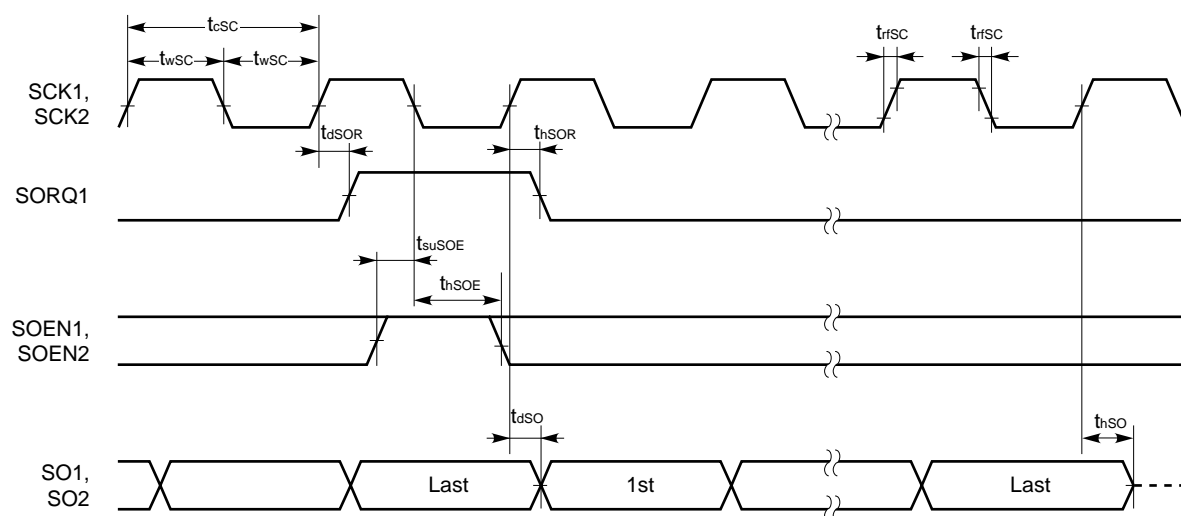 tcSC
twSC twSC
trfSC trfSC
SCK1,
SCK2
tdSOR thSOR
SORQ1
tsuSOE
thSOE
SOEN1,
SOEN2
tdSO
thSO
SO1,
SO2
Last 1st Last